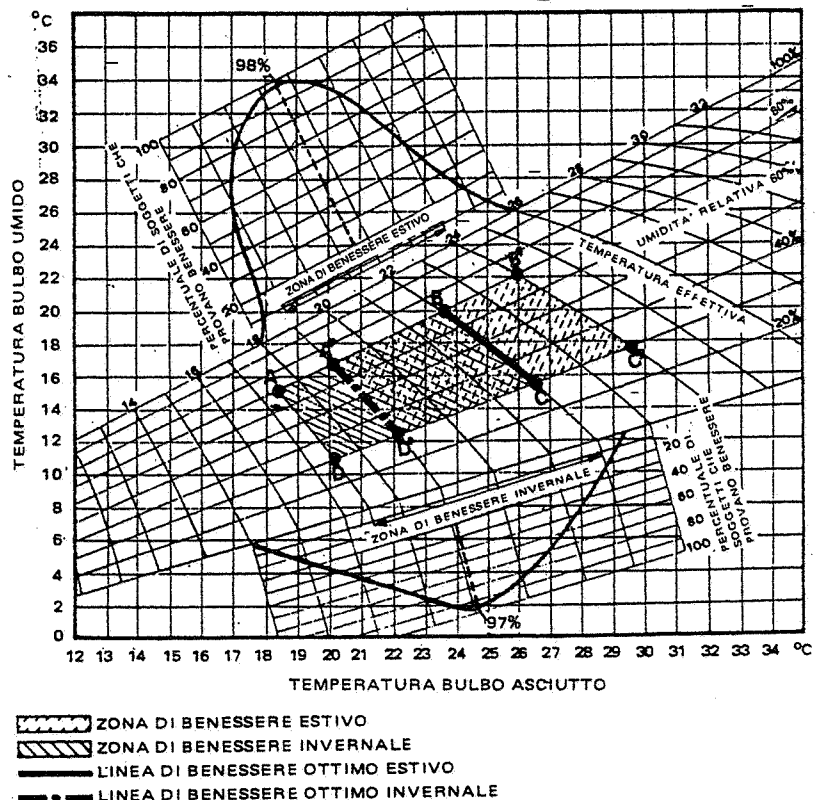 °C
36
34
32
30
28
26
24
22
20
18
16
14
12
10
8
6
4
2
0
TEMPERATURA BULBO UMIDO
98%
PERCENTUALE DI SOGGETTI CHE
PROVANO BENESSERE
100
80
60
40
20
ZONA DI BENESSERE ESTIVO
14
16
18
20
22
24
26
28
30
32
100%
80%
60%
40%
20%
UMIDITA' RELATIVA
TEMPERATURA EFFETTIVA
A
B
C
D
B'
C'
D'
ZONA DI BENESSERE INVERNALE
20
40
60
80
100
PERCENTUALE DI
SOGGETTI CHE
PROVANO BENESSERE
97%
12 13 14 15 16 17 18 19 20 21 22 23 24 25 26 27 28 29 30 31 32 33 34 °C
TEMPERATURA BULBO ASCIUTTO
ZONA DI BENESSERE ESTIVO
ZONA DI BENESSERE INVERNALE
LINEA DI BENESSERE OTTIMO ESTIVO
LINEA DI BENESSERE OTTIMO INVERNALE